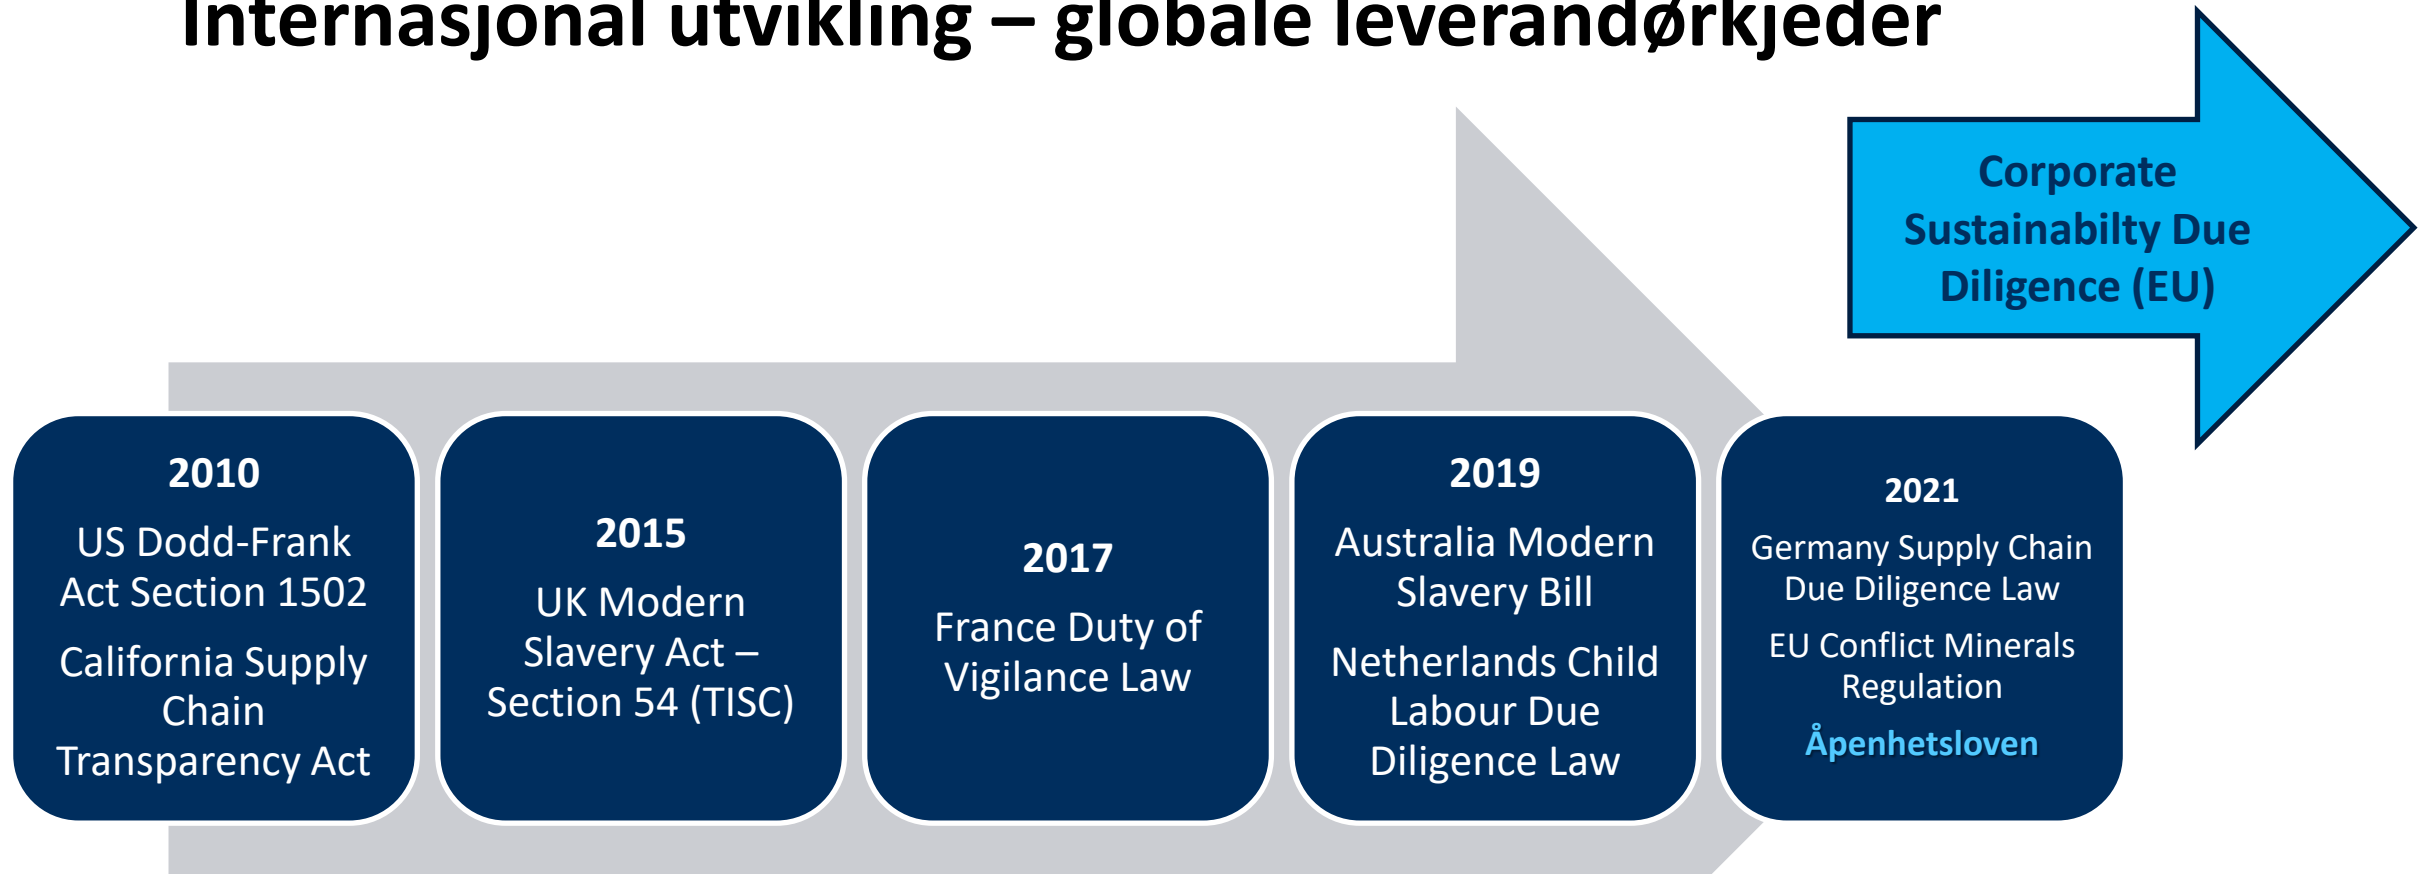 Internasjonal utvikling – globale leverandørkjeder
Corporate
Sustainabilty Due
Diligence (EU)
2010
US Dodd-Frank
Act Section 1502
California Supply
Chain
Transparency Act
2015
UK Modern
Slavery Act –
Section 54 (TISC)
2017
France Duty of
Vigilance Law
2019
Australia Modern
Slavery Bill
Netherlands Child
Labour Due
Diligence Law
2021
Germany Supply Chain
Due Diligence Law
EU Conflict Minerals
Regulation
Åpenhetsloven